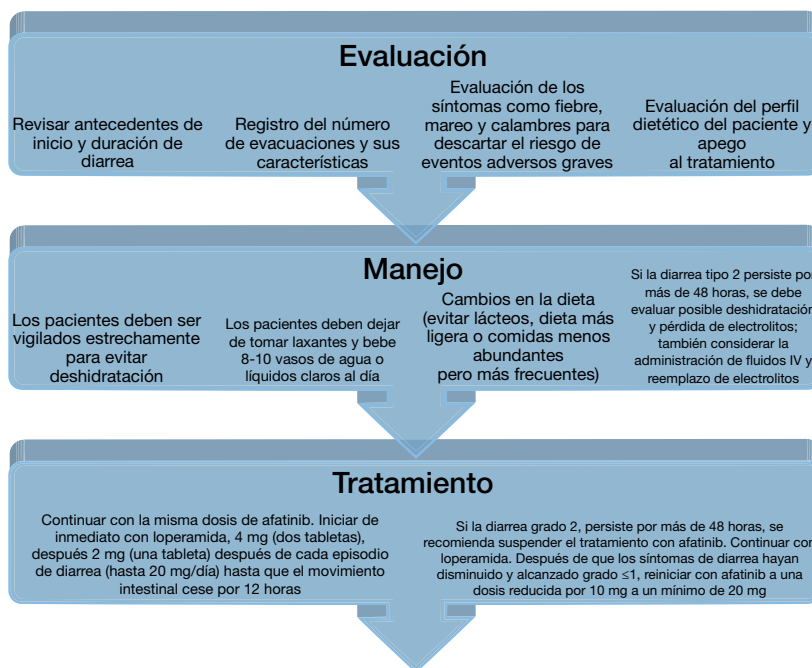 Evaluación
Revisar antecedentes de
inicio y duración de
diarrea
Registro del número
de evacuaciones y sus
características
Evaluación de los
síntomas como fiebre,
mareo y calambres para
descartar el riesgo de
eventos adversos graves
Evaluación del perfil
dietético del paciente y
apego
al tratamiento
Manejo
Los pacientes deben ser
vigilados estrechamente
para evitar
deshidratación
Los pacientes deben dejar
de tomar laxantes y bebe
8-10 vasos de agua o
líquidos claros al día
Cambios en la dieta
(evitar lácteos, dieta más
ligera o comidas menos
abundantes
pero más frecuentes)
Si la diarrea tipo 2 persiste por
más de 48 horas, se debe
evaluar posible deshidratación
y pérdida de electrolitos;
también considerar la
administración de fluidos IV y
reemplazo de electrolitos
Tratamiento
Continuar con la misma dosis de afatinib. Iniciar de
inmediato con loperamida, 4 mg (dos tabletas),
después 2 mg (una tableta) después de cada episodio
de diarrea (hasta 20 mg/día) hasta que el movimiento
intestinal cese por 12 horas
Si la diarrea grado 2, persiste por más de 48 horas, se
recomienda suspender el tratamiento con afatinib. Continuar con
loperamida. Después de que los síntomas de diarrea hayan
disminuido y alcanzado grado ≤1, reiniciar con afatinib a una
dosis reducida por 10 mg a un mínimo de 20 mg